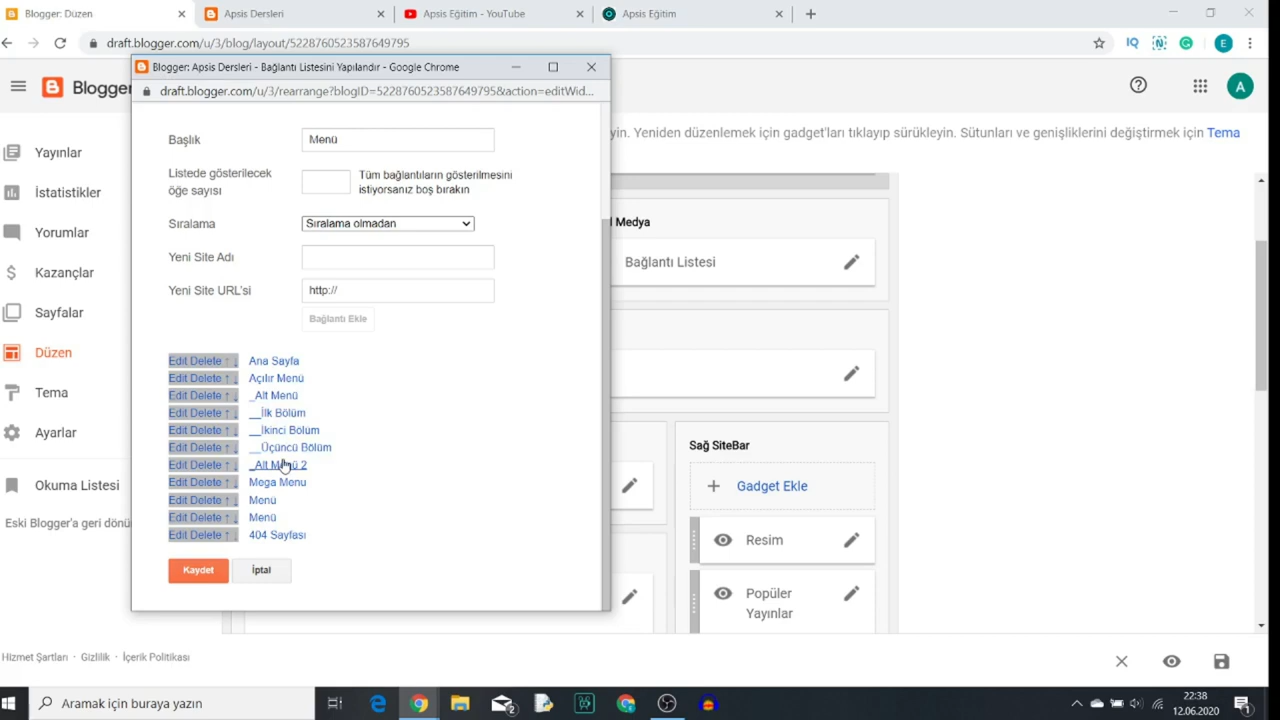 Blogger: Düzen
Apsis Dersleri
Apsis Eğitim - YouTube
Apsis Eğitim
draft.blogger.com/u/3/blog/layout/5228760523587649795
IQ
N
E
Blogger: Apsis Dersleri - Bağlantı Listesini Yapılandır - Google Chrome
draft.blogger.com/u/3/rearrange?blogID=5228760523587649795&action=editWid...
Blogger
A
yin. Yeniden düzenlemek için gadget'ları tıklayıp sürükleyin. Sütunları ve genişliklerini değiştirmek için Tema
Yayınlar
İstatistikler
Yorumlar
Kazançlar
Sayfalar
Düzen
Tema
Ayarlar
Okuma Listesi
Eski Blogger'a geri dönü
Başlık
Menü
Listede gösterilecek
öğe sayısı
Tüm bağlantıların gösterilmesini
istiyorsanız boş bırakın
Sıralama
Sıralama olmadan
Yeni Site Adı
Yeni Site URL'si
http://
Bağlantı Ekle
Edit Delete ↑ ↓ Ana Sayfa
Edit Delete ↑ ↓ Açılır Menü
Edit Delete ↑ ↓ _Alt Menü
Edit Delete ↑ ↓ __İlk Bölüm
Edit Delete ↑ ↓ __İkinci Bölüm
Edit Delete ↑ ↓ __Üçüncü Bölüm
Edit Delete ↑ ↓ _Alt Menü 2
Edit Delete ↑ ↓ Mega Menu
Edit Delete ↑ ↓ Menü
Edit Delete ↑ ↓ Menü
Edit Delete ↑ ↓ 404 Sayfası
Kaydet
İptal
l Medya
Bağlantı Listesi
Sağ SiteBar
Gadget Ekle
Resim
Popüler
Yayınlar
Hizmet Şartları · Gizlilik · İçerik Politikası
Aramak için buraya yazın
2
22:38
12.06.2020
1